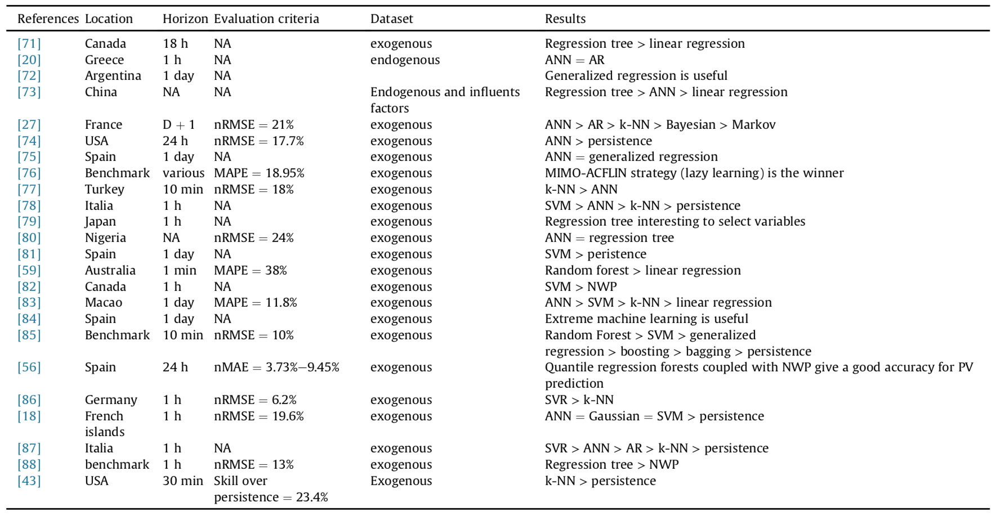 References Location Horizon Evaluation criteria Dataset Results
[71] Canada 18 h NA exogenous Regression tree > linear regression
[20] Greece 1 h NA endogenous ANN = AR
[72] Argentina 1 day NA Generalized regression is useful
[73] China NA NA Endogenous and influents Regression tree > ANN > linear regression
factors
[27] France D + 1 nRMSE = 21% exogenous ANN > AR > k-NN > Bayesian > Markov
[74] USA 24 h nRMSE = 17.7% exogenous ANN > persistence
[75] Spain 1 day NA exogenous ANN = generalized regression
[76] Benchmark various MAPE = 18.95% exogenous MIMO-ACFLIN strategy (lazy learning) is the winner
[77] Turkey 10 min nRMSE = 18% exogenous k-NN > ANN
[78] Italia 1 h NA exogenous SVM > ANN > k-NN > persistence
[79] Japan 1 h NA exogenous Regression tree interesting to select variables
[80] Nigeria NA nRMSE = 24% exogenous ANN = regression tree
[81] Spain 1 day NA exogenous SVM > peristence
[59] Australia 1 min MAPE = 38% exogenous Random forest > linear regression
[82] Canada 1 h NA exogenous SVM > NWP
[83] Macao 1 day MAPE = 11.8% exogenous ANN > SVM > k-NN > linear regression
[84] Spain 1 day NA exogenous Extreme machine learning is useful
[85] Benchmark 10 min nRMSE = 10% exogenous Random Forest > SVM > generalized
regression > boosting > bagging > persistence
[56] Spain 24 h nMAE = 3.73%–9.45% exogenous Quantile regression forests coupled with NWP give a good accuracy for PV
prediction
[86] Germany 1 h nRMSE = 6.2% exogenous SVR > k-NN
[18] French 1 h nRMSE = 19.6% exogenous ANN = Gaussian = SVM > persistence
islands
[87] Italia 1 h NA exogenous SVR > ANN > AR > k-NN > persistence
[88] benchmark 1 h nRMSE = 13% exogenous Regression tree > NWP
[43] USA 30 min Skill over Exogenous k-NN > persistence
persistence = 23.4%